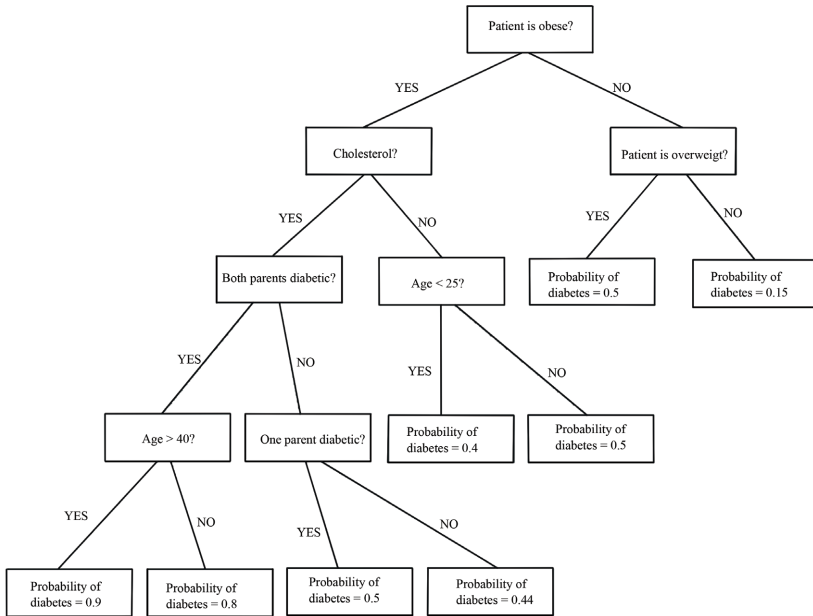 Patient is obese?
YES
NO
Cholesterol?
Patient is overweigt?
YES
NO
YES
NO
Both parents diabetic?
Age < 25?
Probability of
diabetes = 0.5
Probability of
diabetes = 0.15
YES
NO
YES
NO
Age > 40?
One parent diabetic?
Probability of
diabetes = 0.4
Probability of
diabetes = 0.5
YES
NO
YES
NO
Probability of
diabetes = 0.9
Probability of
diabetes = 0.8
Probability of
diabetes = 0.5
Probability of
diabetes = 0.44